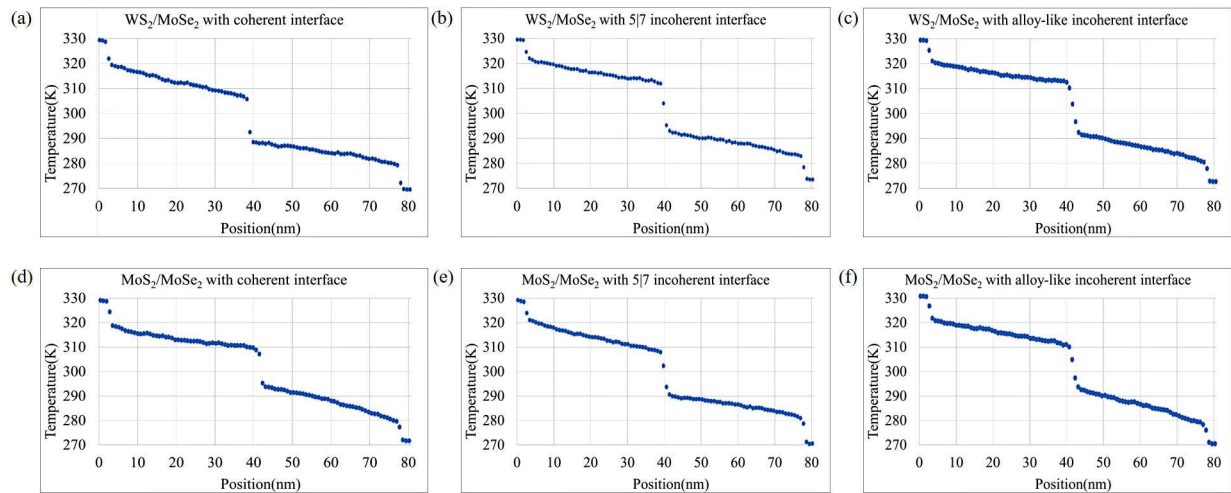 (a)
WS₂/MoSe₂ with coherent interface
330
320
310
300
290
280
270
Temperature(K)
0 10 20 30 40 50 60 70 80
Position(nm)
(b)
WS₂/MoSe₂ with 5|7 incoherent interface
330
320
310
300
290
280
270
Temperature(K)
0 10 20 30 40 50 60 70 80
Position(nm)
(c)
WS₂/MoSe₂ with alloy-like incoherent interface
330
320
310
300
290
280
270
Temperature(K)
0 10 20 30 40 50 60 70 80
Position(nm)
(d)
MoS₂/MoSe₂ with coherent interface
330
320
310
300
290
280
270
Temperature(K)
0 10 20 30 40 50 60 70 80
Position(nm)
(e)
MoS₂/MoSe₂ with 5|7 incoherent interface
330
320
310
300
290
280
270
Temperature(K)
0 10 20 30 40 50 60 70 80
Position(nm)
(f)
MoS₂/MoSe₂ with alloy-like incoherent interface
330
320
310
300
290
280
270
Temperature(K)
0 10 20 30 40 50 60 70 80
Position(nm)